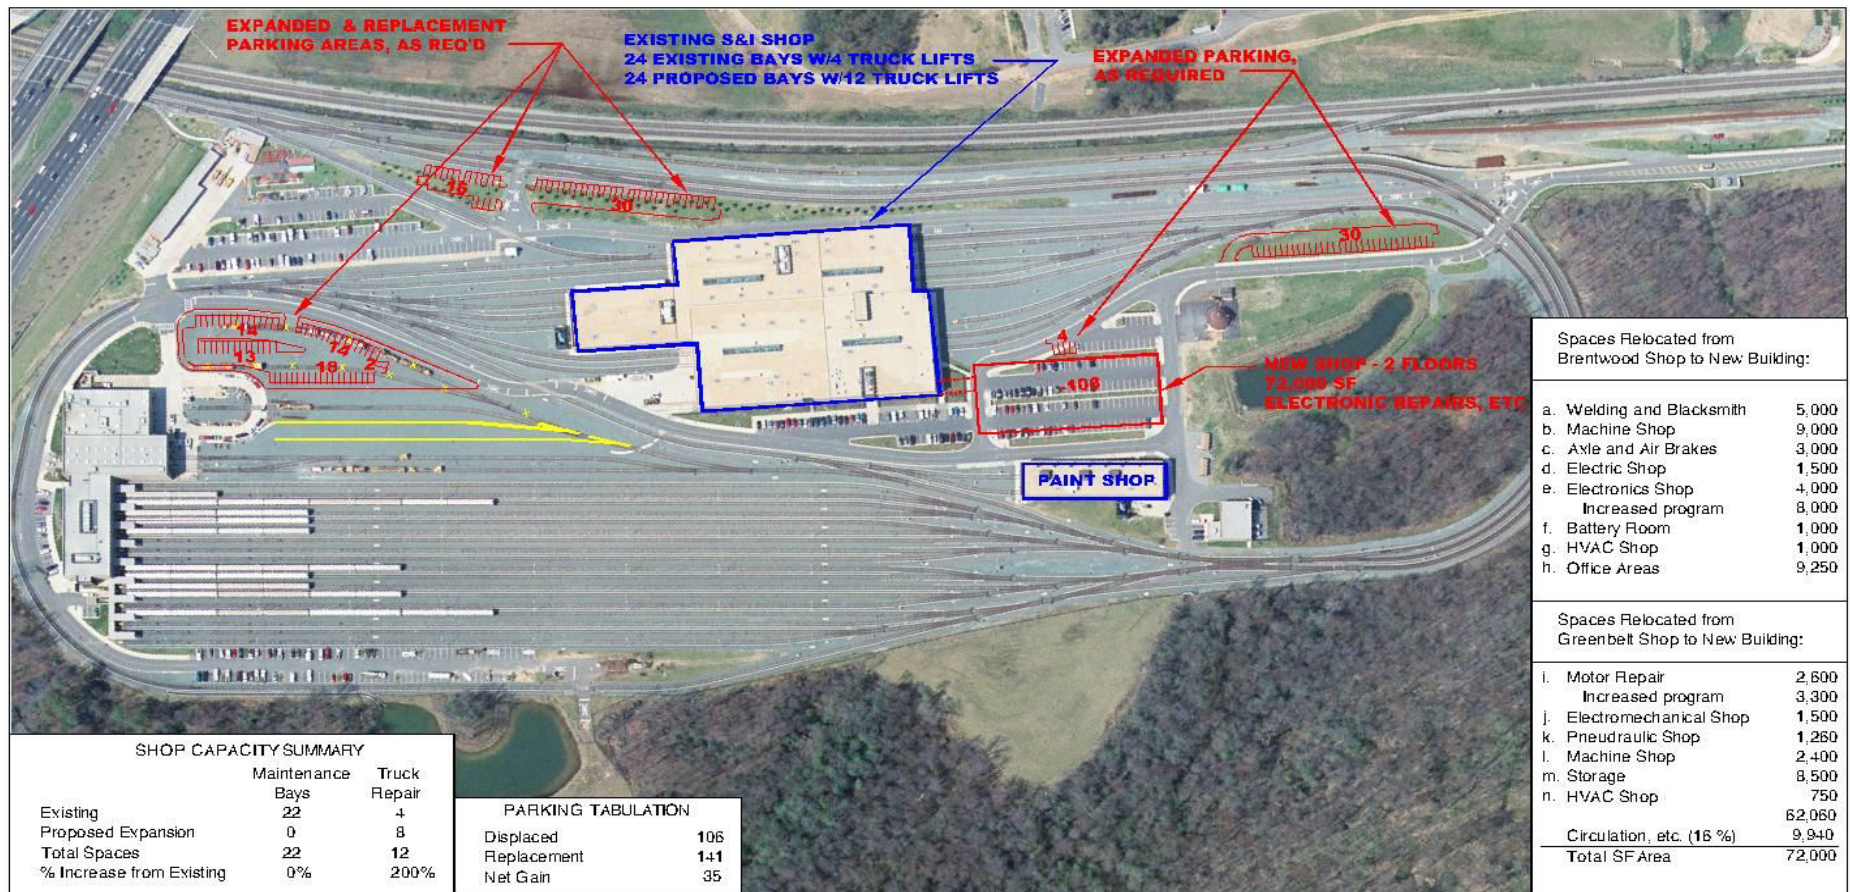 EXPANDED & REPLACEMENT
PARKING AREAS, AS REQ'D
EXISTING S&I SHOP
24 EXISTING BAYS W/4 TRUCK LIFTS
24 PROPOSED BAYS W/12 TRUCK LIFTS
EXPANDED PARKING,
AS REQUIRED
15
30
30
14
14
13
18
2
4
106
NEW SHOP - 2 FLOORS
72,000 SF
ELECTRONIC REPAIRS, ETC
PAINT SHOP
Spaces Relocated from
Brentwood Shop to New Building:
a. Welding and Blacksmith 5,000
b. Machine Shop 9,000
c. Axle and Air Brakes 3,000
d. Electric Shop 1,500
e. Electronics Shop 4,000
Increased program 8,000
f. Battery Room 1,000
g. HVAC Shop 1,000
h. Office Areas 9,250
Spaces Relocated from
Greenbelt Shop to New Building:
i. Motor Repair 2,600
Increased program 3,300
j. Electromechanical Shop 1,500
k. Pneudraulic Shop 1,260
l. Machine Shop 2,400
m. Storage 8,500
n. HVAC Shop 750
62,060
Circulation, etc. (16 %) 9,940
Total SF Area 72,000
SHOP CAPACITY SUMMARY
Maintenance Truck
Bays Repair
Existing 22 4
Proposed Expansion 0 8
Total Spaces 22 12
% Increase from Existing 0% 200%
PARKING TABULATION
Displaced 106
Replacement 141
Net Gain 35